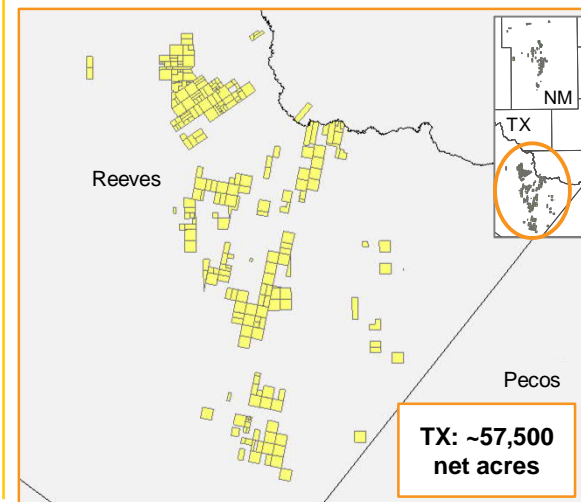 NM
TX
Reeves
Pecos
TX: ~57,500
net acres